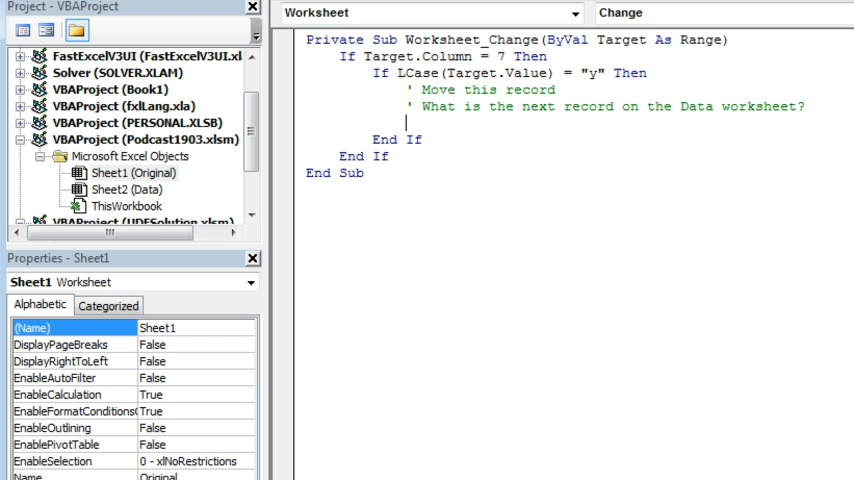 Project - VBAProject
FastExcelV3UI (FastExcelV3UI.xl
Solver (SOLVER.XLAM)
VBAProject (Book1)
VBAProject (fxlLang.xla)
VBAProject (PERSONAL.XLSB)
VBAProject (Podcast1903.xlsm)
Microsoft Excel Objects
Sheet1 (Original)
Sheet2 (Data)
ThisWorkbook
VBAProject (UDFSolution.xlsm)
Properties - Sheet1
Sheet1 Worksheet
Alphabetic Categorized
(Name) Sheet1
DisplayPageBreaks False
DisplayRightToLeft False
EnableAutoFilter False
EnableCalculation True
EnableFormatConditions True
EnableOutlining False
EnablePivotTable False
EnableSelection 0 - xlNoRestrictions
Name Original
Worksheet Change
Private Sub Worksheet_Change(ByVal Target As Range)
If Target.Column = 7 Then
If LCase(Target.Value) = "y" Then
' Move this record
' What is the next record on the Data worksheet?
End If
End If
End Sub